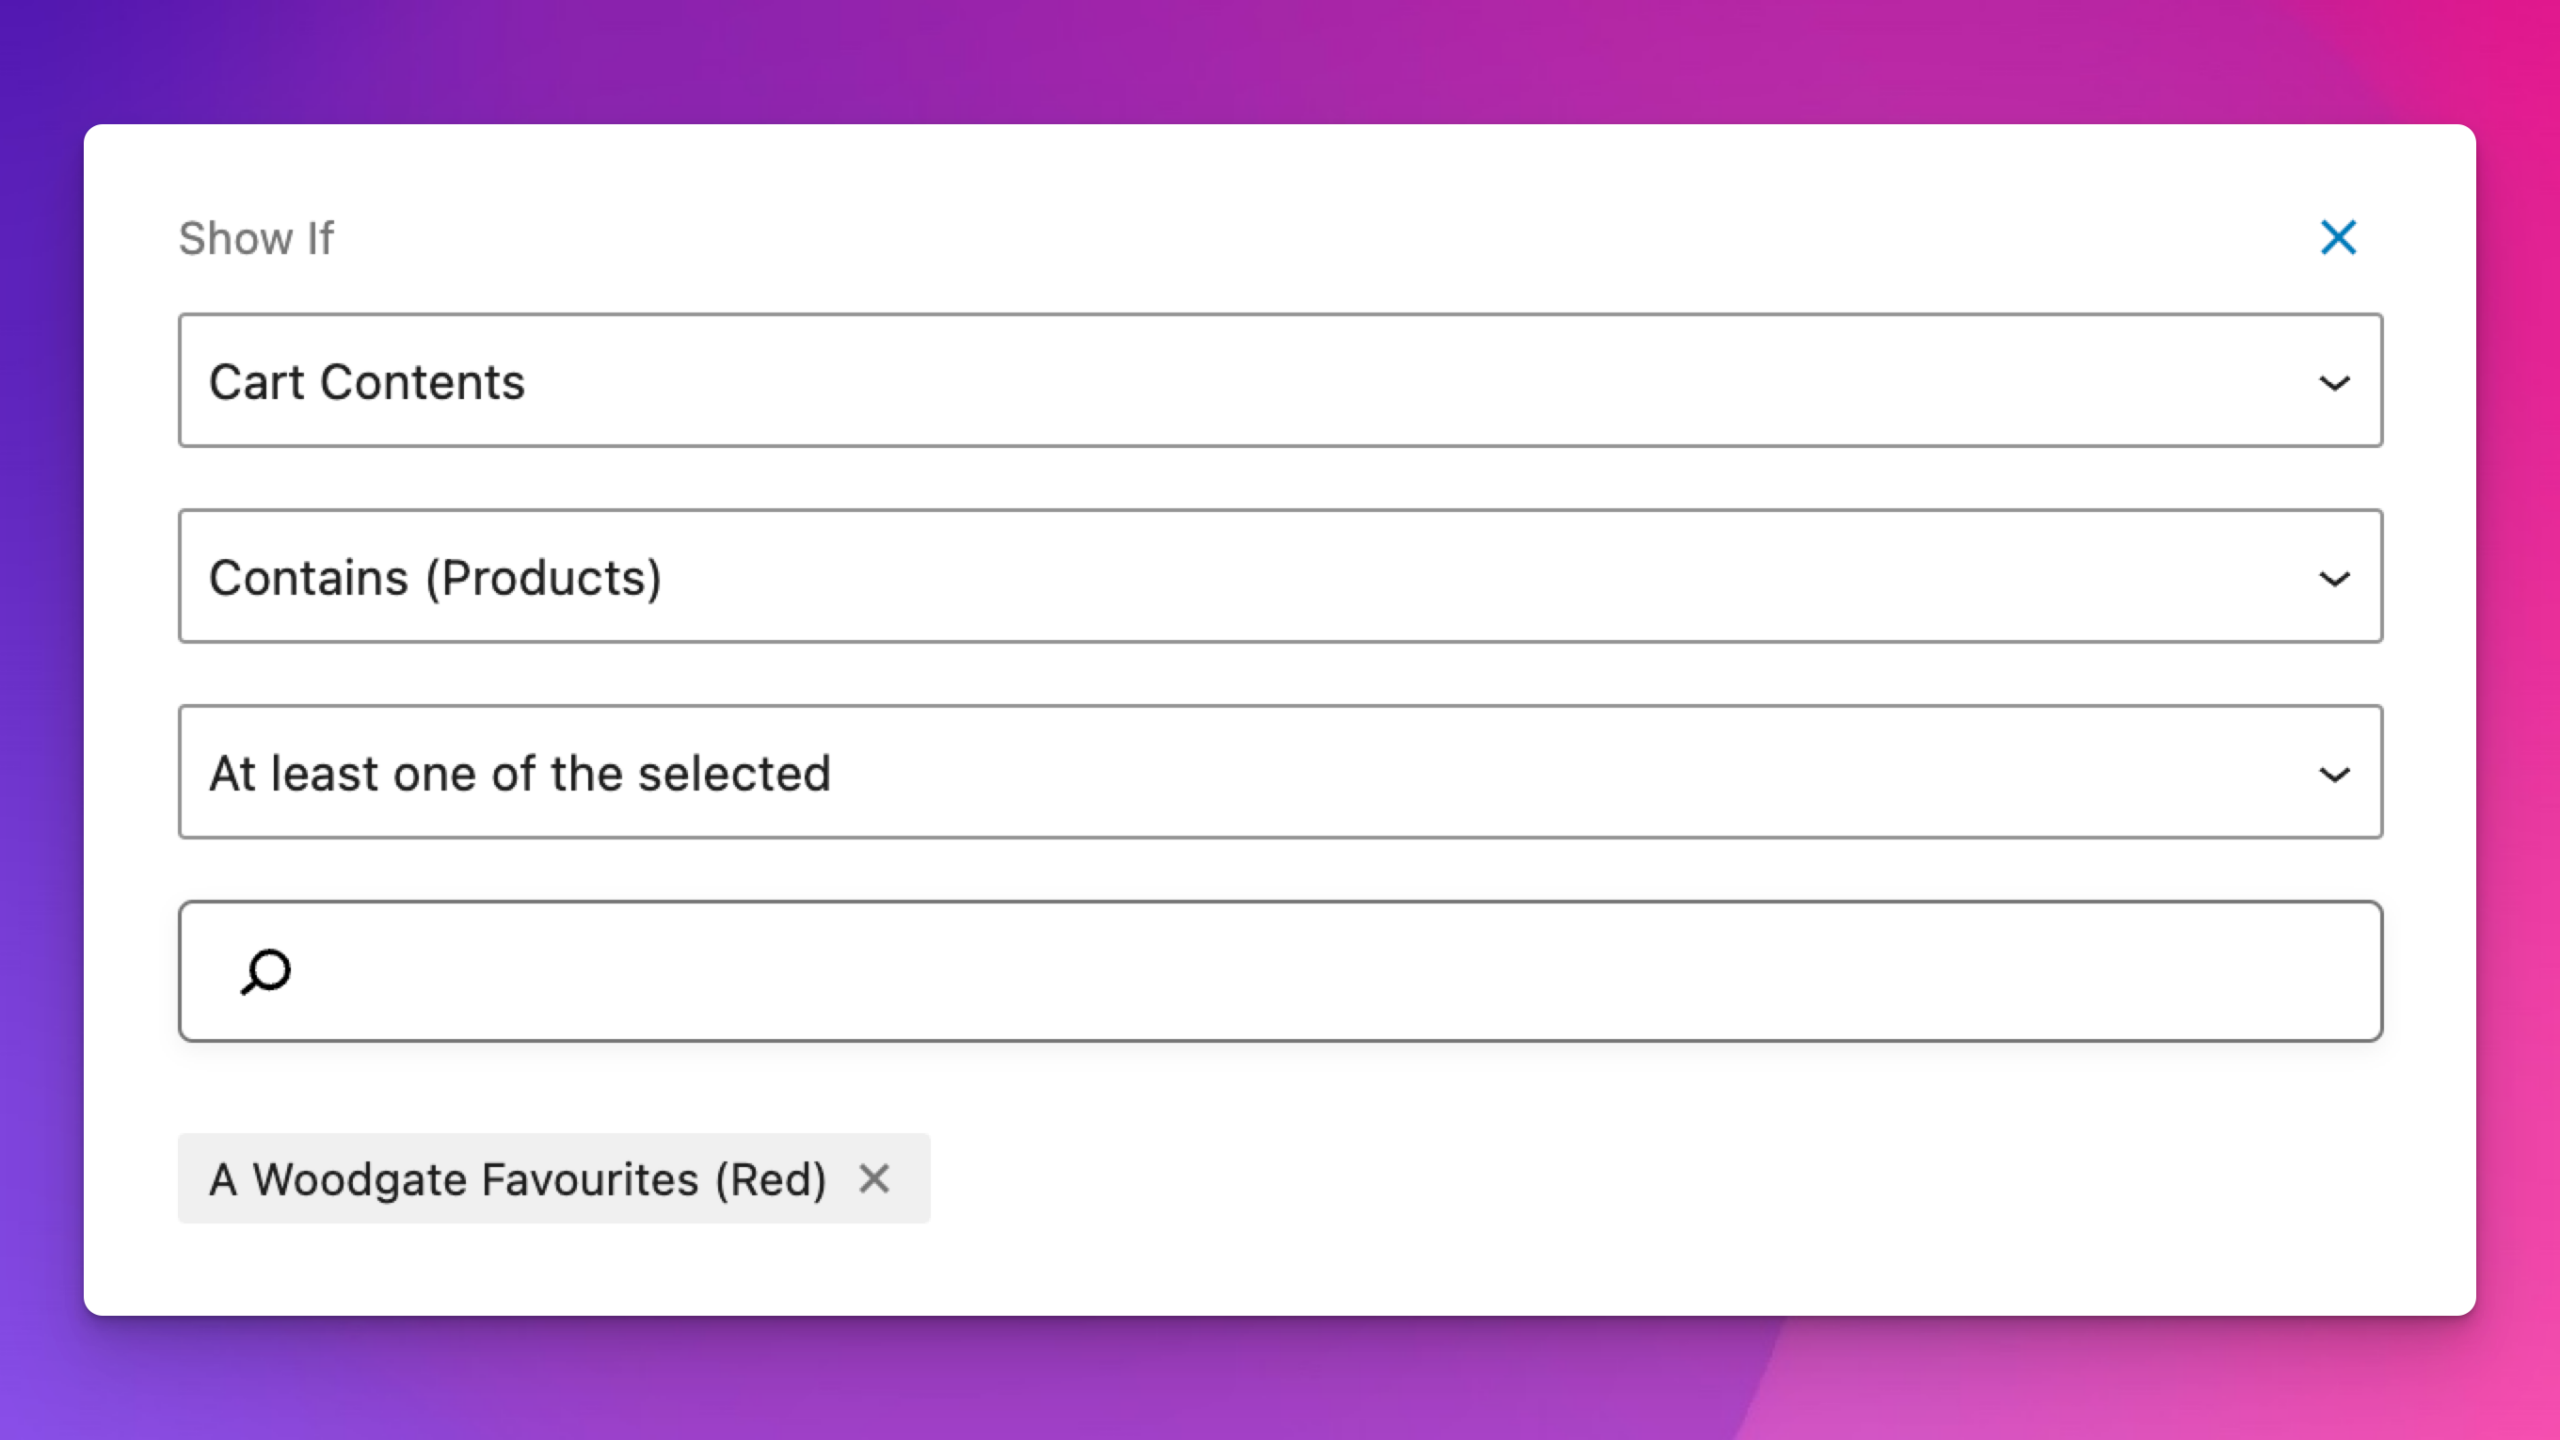 Show If
Cart Contents
Contains (Products)
At least one of the selected
A Woodgate Favourites (Red)